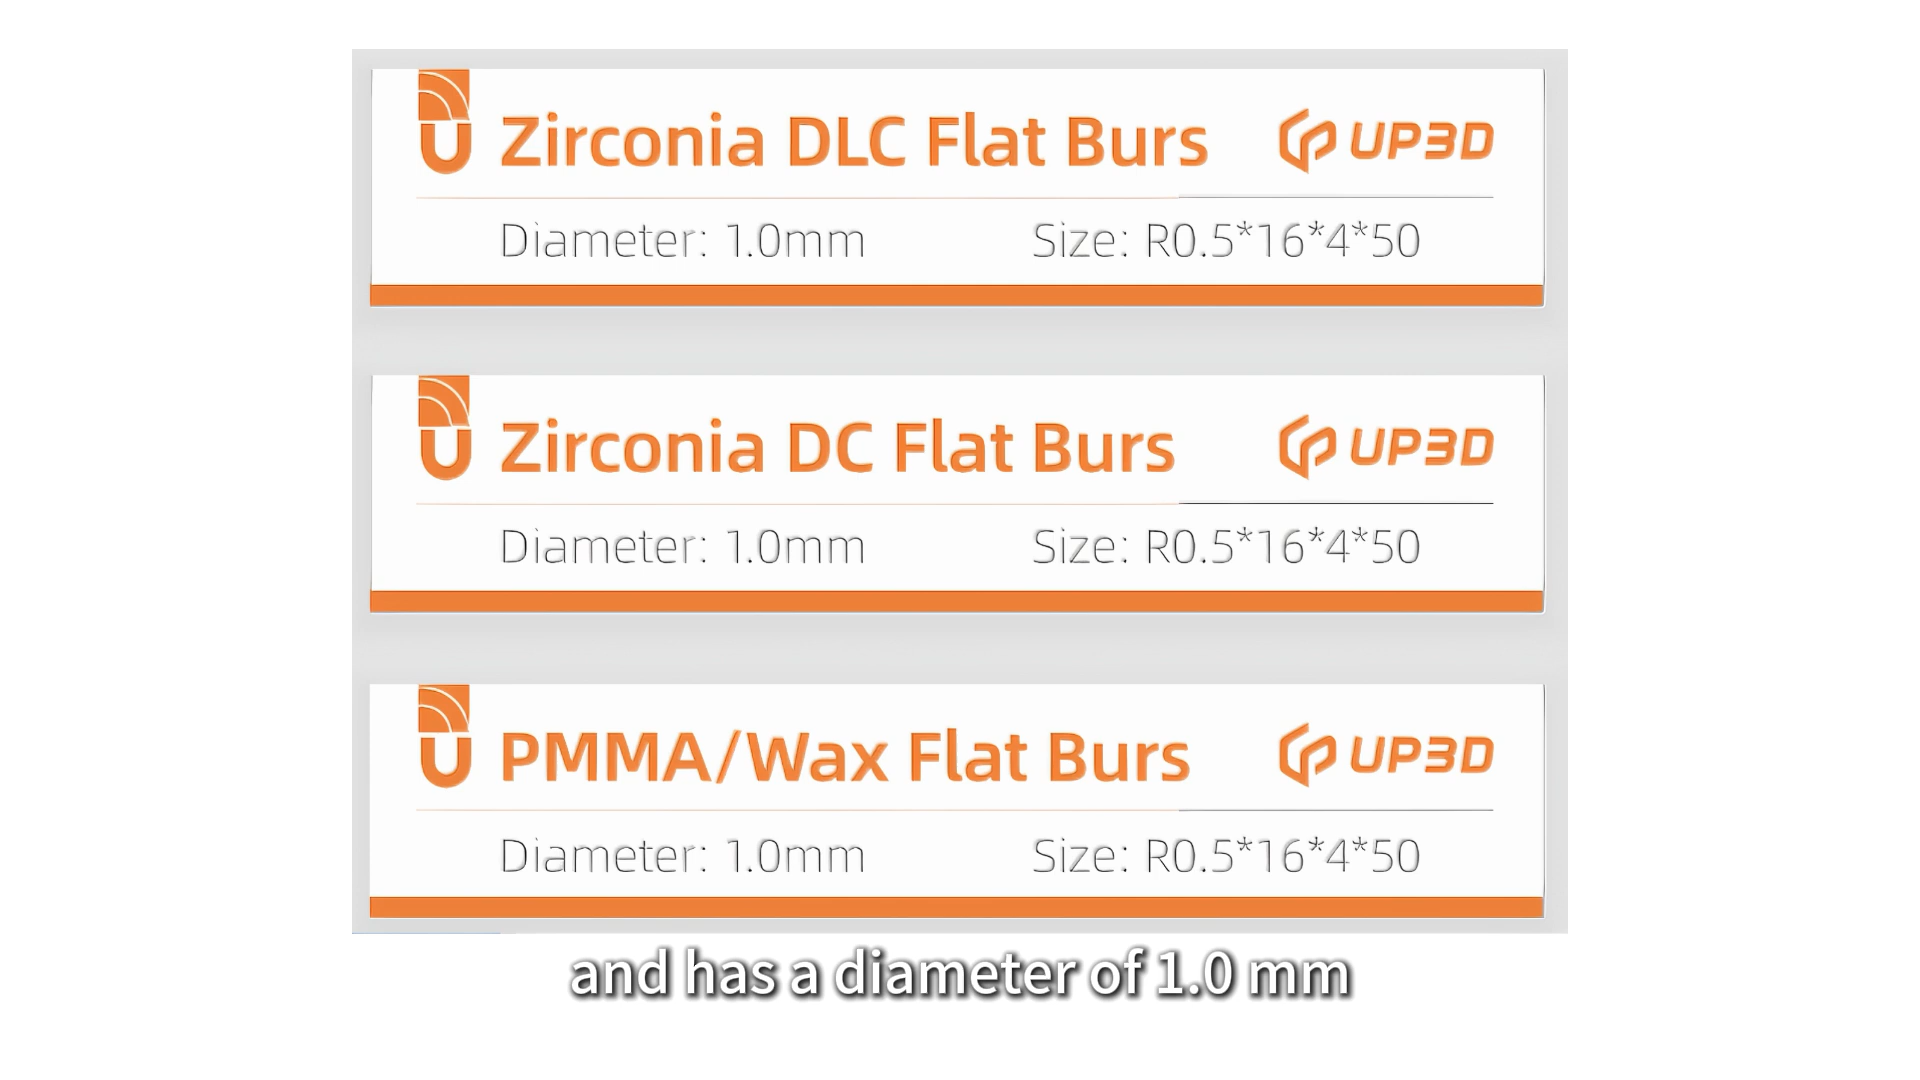 U Zirconia DLC Flat Burs UP3D
Diameter: 1.0mm Size: R0.5*16*4*50
U Zirconia DC Flat Burs UP3D
Diameter: 1.0mm Size: R0.5*16*4*50
U PMMA/Wax Flat Burs UP3D
Diameter: 1.0mm Size: R0.5*16*4*50
and has a diameter of 1.0 mm